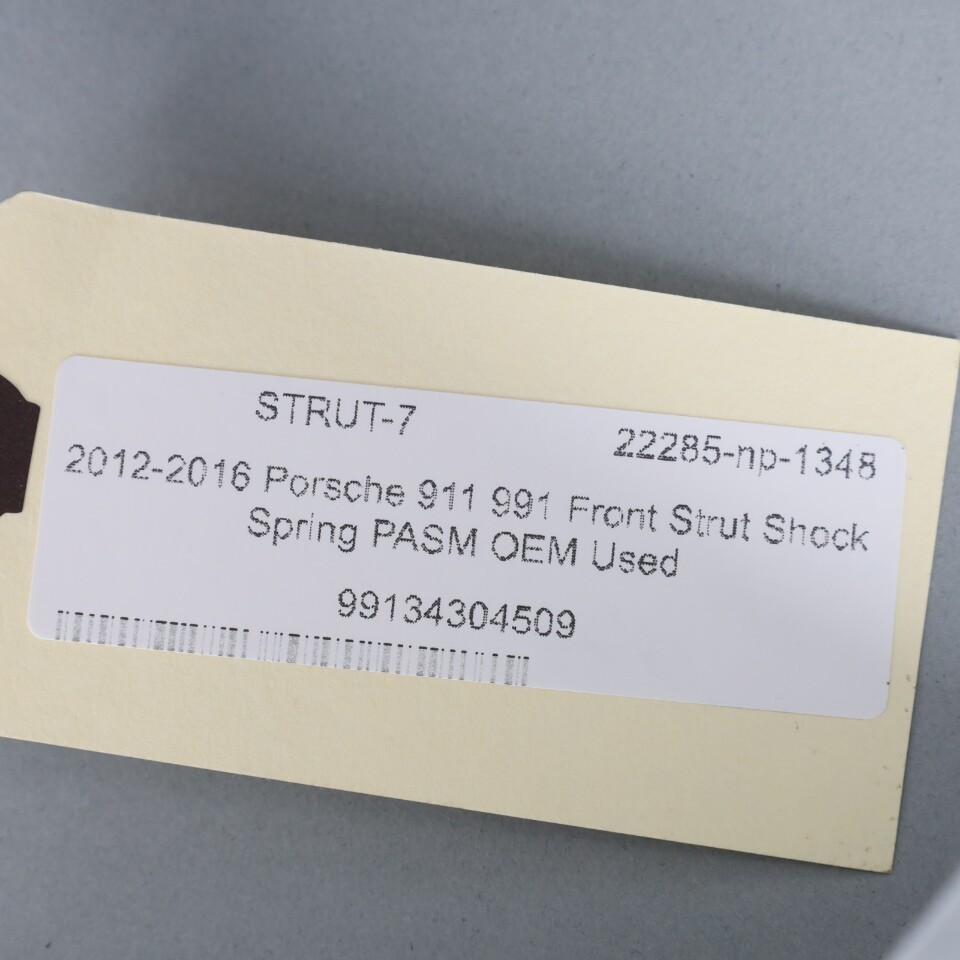 STRUT-7
22285-np-1348
2012-2016 Porsche 911 991 Front Strut Shock
Spring PASM OEM Used
99134304509